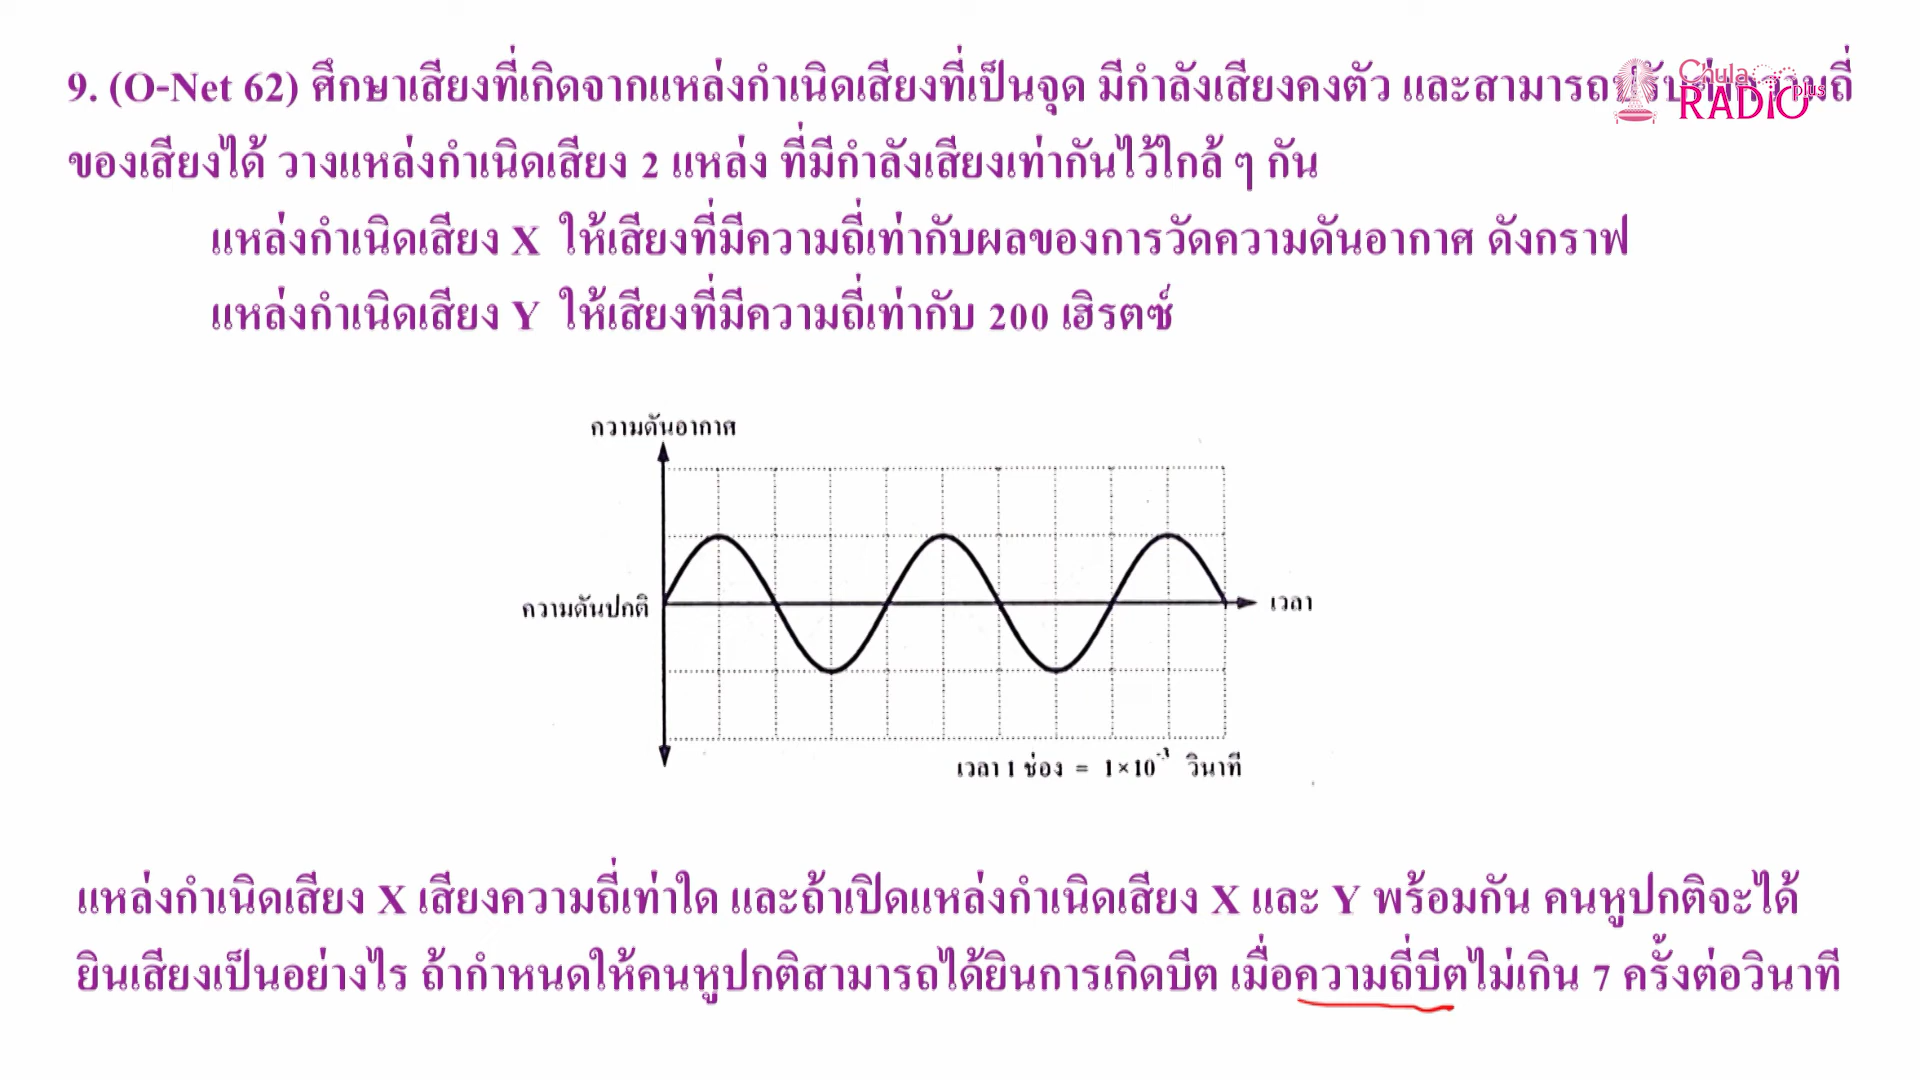 9. (O-Net 62) ศึกษาเสียงที่เกิดจากแหล่งกำเนิดเสียงที่เป็นจุด มีกำลังเสียงคงตัว และสามารถ
Chula RADIO plus
ของเสียงได้ วางแหล่งกำเนิดเสียง 2 แหล่ง ที่มีกำลังเสียงเท่ากันไว้ใกล้ ๆ กัน
แหล่งกำเนิดเสียง X ให้เสียงที่มีความถี่เท่ากับผลของการวัดความดันอากาศ ดังกราฟ
แหล่งกำเนิดเสียง Y ให้เสียงที่มีความถี่เท่ากับ 200 เฮิรตซ์
ความดันอากาศ
ความดันปกติ
เวลา
เวลา 1 ช่อง = 1×10⁻³ วินาที
แหล่งกำเนิดเสียง X เสียงความถี่เท่าใด และถ้าเปิดแหล่งกำเนิดเสียง X และ Y พร้อมกัน คนหูปกติจะได้
ยินเสียงเป็นอย่างไร ถ้ากำหนดให้คนหูปกติสามารถได้ยินการเกิดบีต เมื่อความถี่บีตไม่เกิน 7 ครั้งต่อวินาที